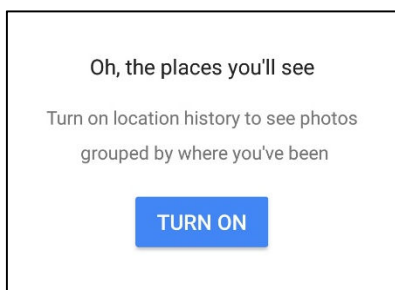 Oh, the places you'll see
Turn on location history to see photos
grouped by where you've been
TURN ON